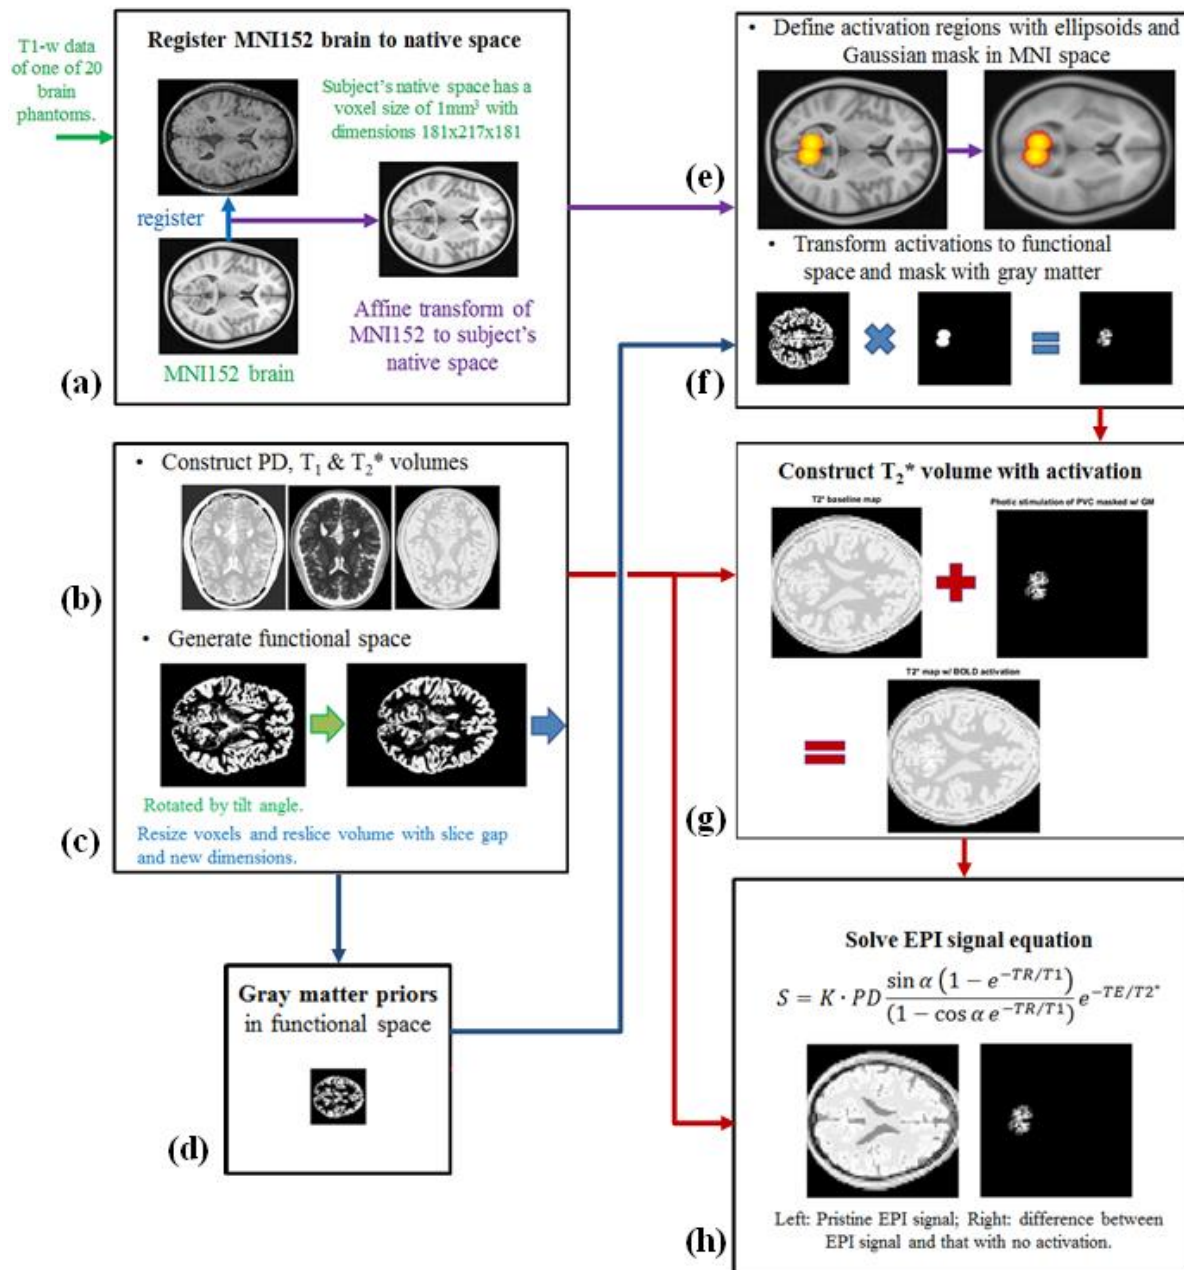 T1-w data
of one of 20
brain
phantoms.
Register MNI152 brain to native space
Subject's native space has a
voxel size of 1mm³ with
dimensions 181x217x181
register
MNI152 brain
Affine transform of
MNI152 to subject's
native space
(a)
• Construct PD, T₁ & T₂* volumes
(b)
• Generate functional space
Rotated by tilt angle.
Resize voxels and reslice volume with slice gap
and new dimensions.
(c)
Gray matter priors
in functional space
(d)
• Define activation regions with ellipsoids and
Gaussian mask in MNI space
(e)
• Transform activations to functional
space and mask with gray matter
(f)
Construct T₂* volume with activation
T2* baseline map
Photic stimulation of PVC masked w/ GM
T2* map w/ BOLD activation
(g)
Solve EPI signal equation
S = K · PD \frac{sin α (1 − e^{−TR/T1})}{(1 − cos α e^{−TR/T1})} e^{−TE/T2*}
Left: Pristine EPI signal; Right: difference between
EPI signal and that with no activation.
(h)